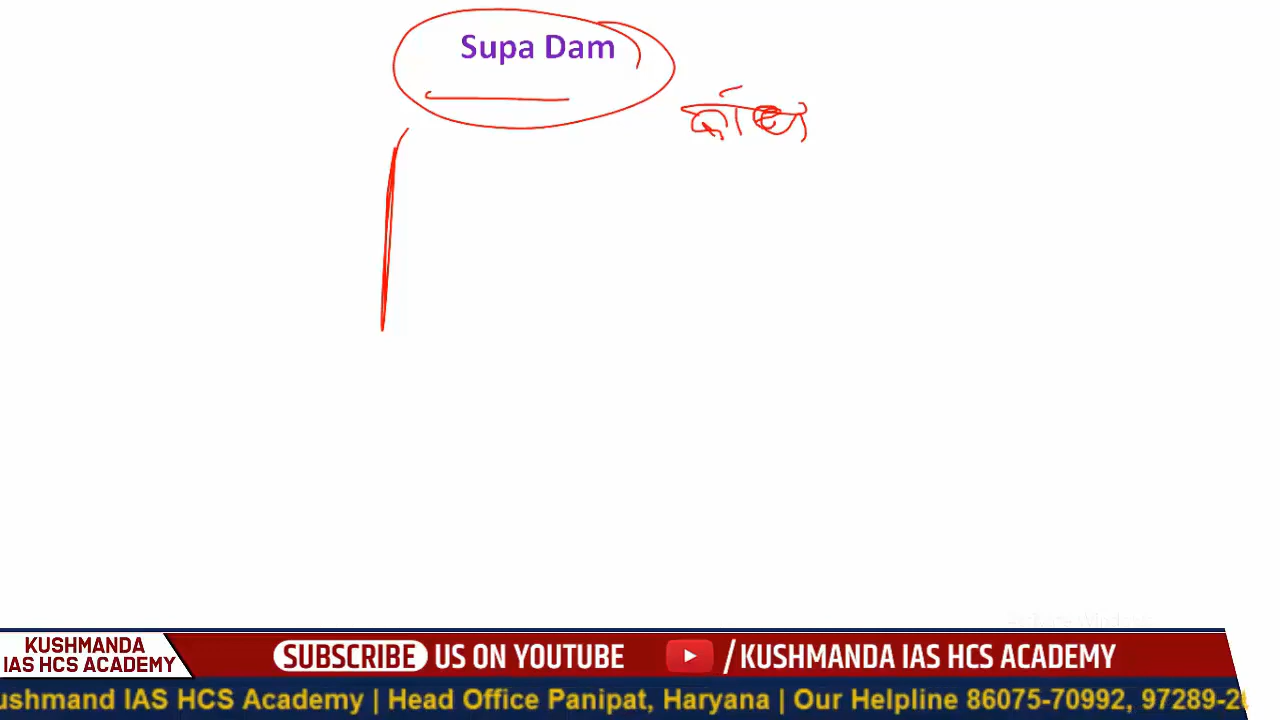 Supa Dam
KUSHMANDA
IAS HCS ACADEMY
SUBSCRIBE US ON YOUTUBE /KUSHMANDA IAS HCS ACADEMY
ushmand IAS HCS Academy | Head Office Panipat, Haryana | Our Helpline 86075-70992, 97289-2